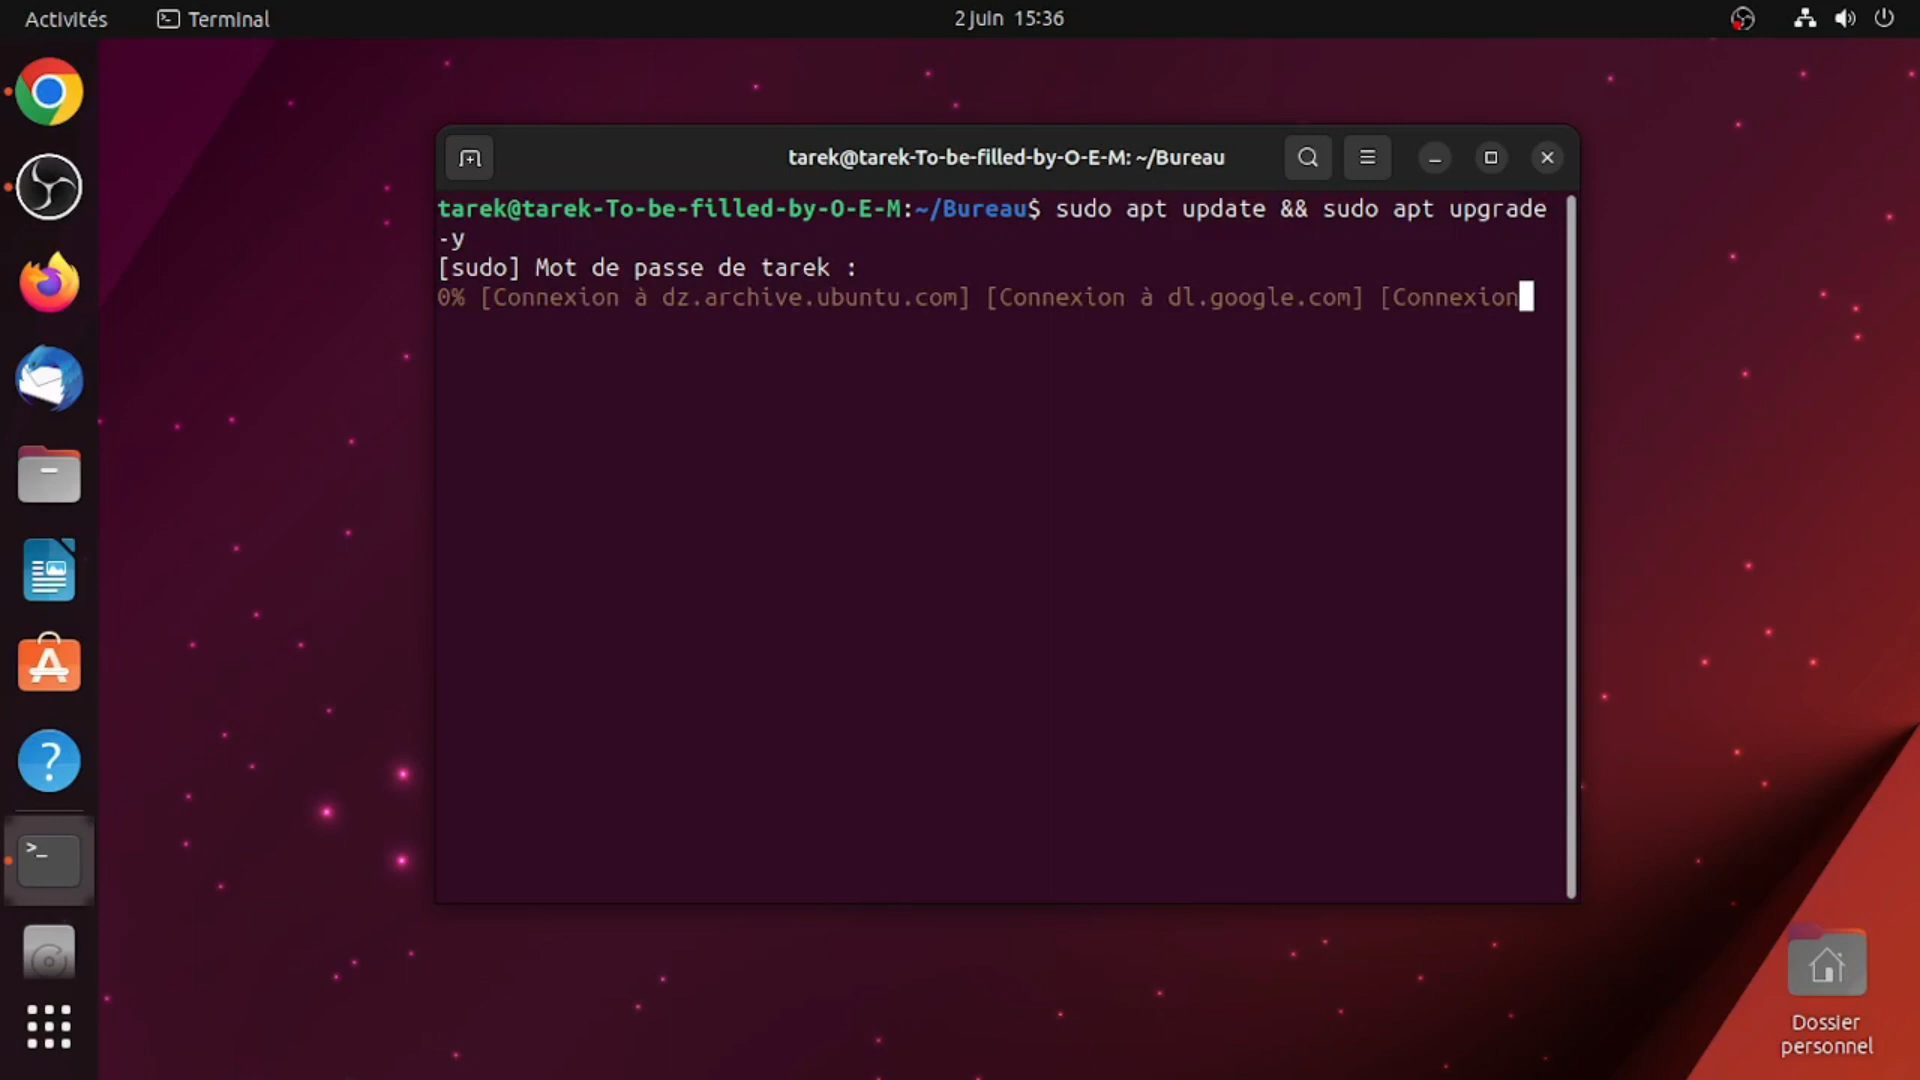 Activités
Terminal
2 juin 15:36
tarek@tarek-To-be-filled-by-O-E-M: ~/Bureau
tarek@tarek-To-be-filled-by-O-E-M:~/Bureau$ sudo apt update && sudo apt upgrade
-y
[sudo] Mot de passe de tarek :
0% [Connexion à dz.archive.ubuntu.com] [Connexion à dl.google.com] [Connexion
Dossier
personnel